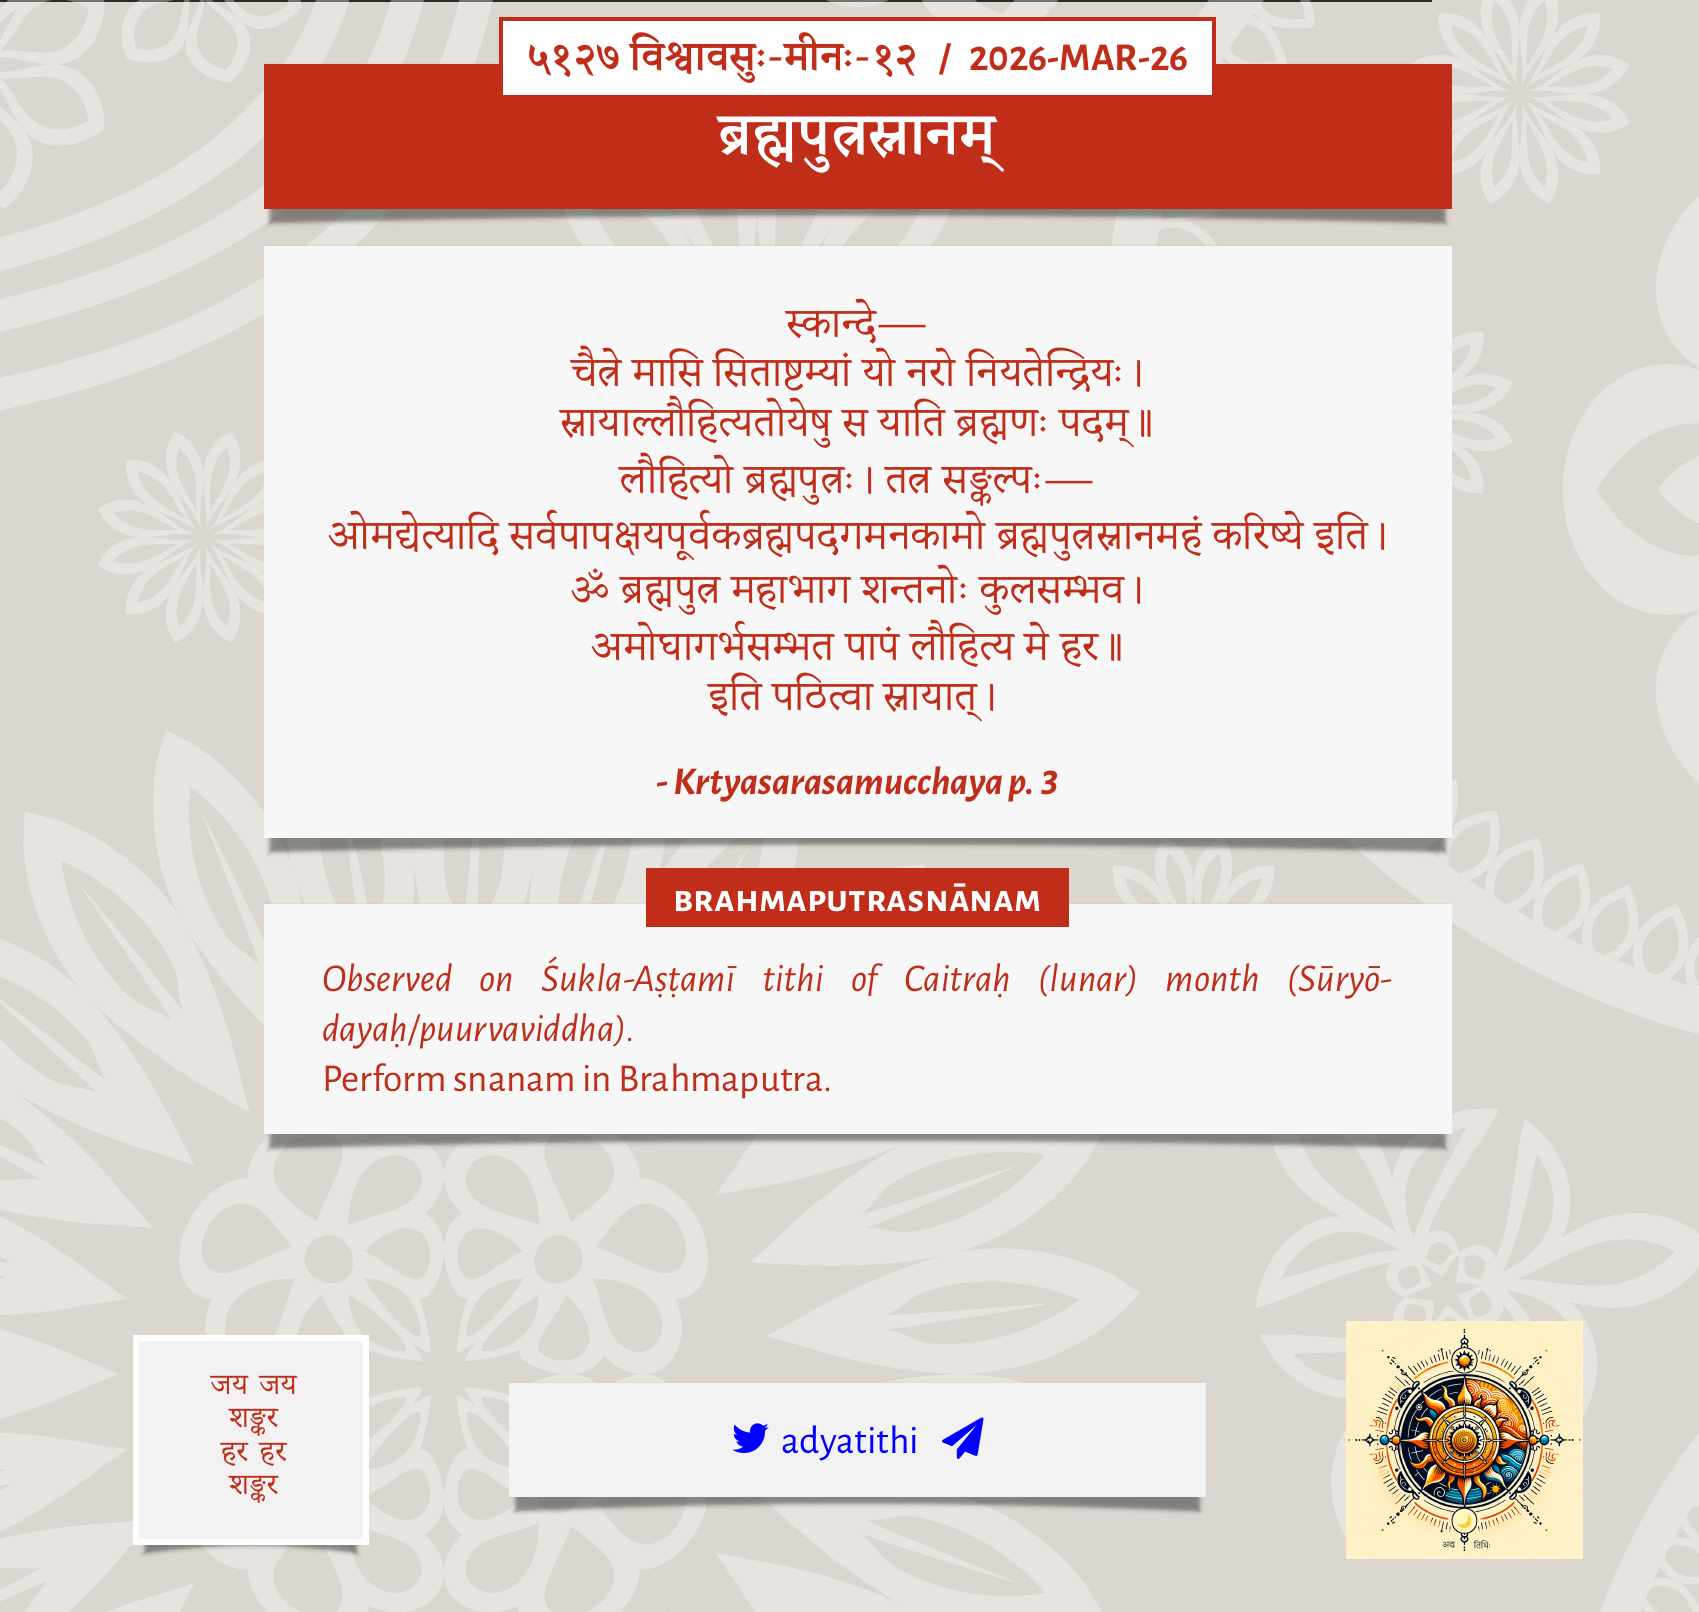 ५१२७ विश्वावसुः-मीनः-१२ / 2026-MAR-26
ब्रह्मपुत्रस्नानम्
स्कान्दे—
चैत्रे मासि सिताष्टम्यां यो नरो नियतेन्द्रियः।
स्नायाल्लौहित्यतोयेषु स याति ब्रह्मणः पदम्॥
लौहित्यो ब्रह्मपुत्रः। तत्र सङ्कल्पः—
ओमद्येत्यादि सर्वपापक्षयपूर्वकब्रह्मपदगमनकामो ब्रह्मपुत्रस्नानमहं करिष्ये इति।
ॐ ब्रह्मपुत्र महाभाग शन्तनोः कुलसम्भव।
अमोघागर्भसम्भत पापं लौहित्य मे हर॥
इति पठित्वा स्नायात्।
- Krtyasarasamucchaya p. 3
BRAHMAPUTRASNĀNAM
Observed on Śukla-Aṣṭamī tithi of Caitraḥ (lunar) month (Sūryō-
dayaḥ/puurvaviddha).
Perform snanam in Brahmaputra.
जय जय
शङ्कर
हर हर
शङ्कर
adyatithi
अद्य तिथिः